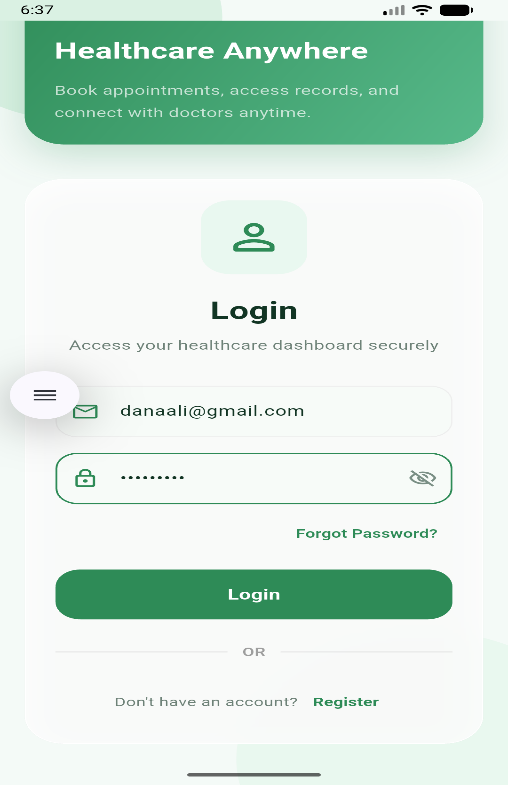 6:37
Healthcare Anywhere
Book appointments, access records, and
connect with doctors anytime.
Login
Access your healthcare dashboard securely
danaali@gmail.com
•••••••••
Forgot Password?
Login
OR
Don't have an account? Register